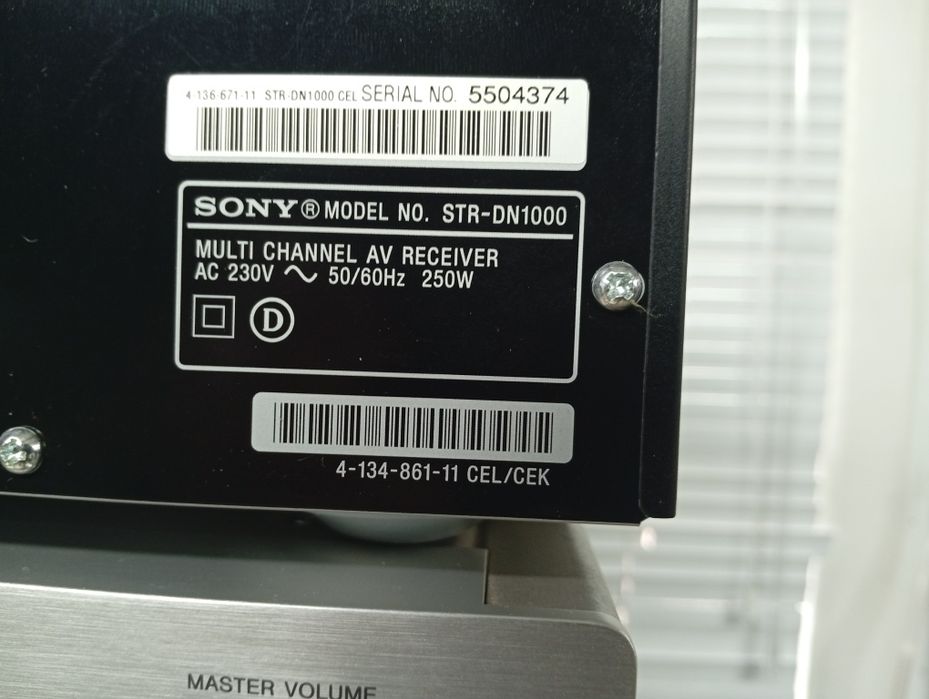 4-136-671-11 STR-DN1000 CEL SERIAL NO. 5504374
SONY® MODEL NO. STR-DN1000
MULTI CHANNEL AV RECEIVER
AC 230V ~ 50/60Hz 250W
D
4-134-861-11 CEL/CEK
MASTER VOLUME